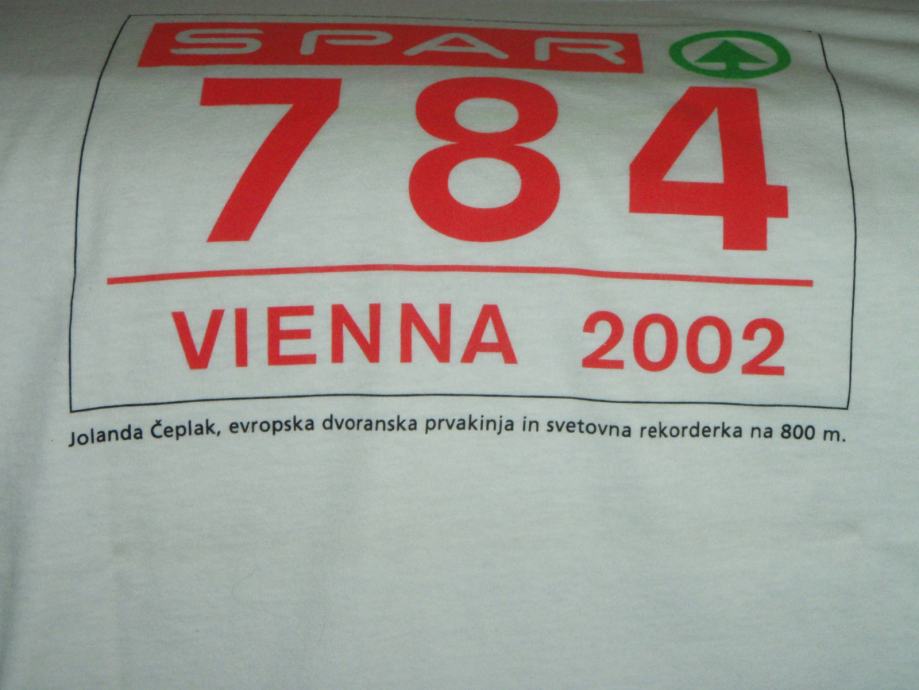 SPAR
784
VIENNA 2002
Jolanda Čeplak, evropska dvoranska prvakinja in svetovna rekorderka na 800 m.